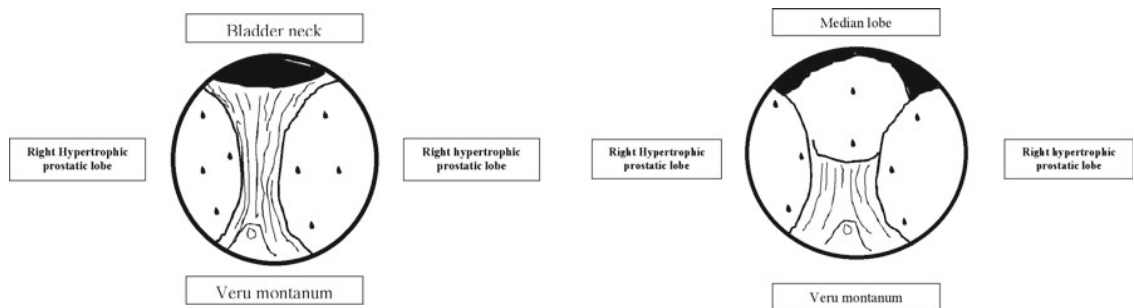 Bladder neck
Right Hypertrophic
prostatic lobe
Right hypertrophic
prostatic lobe
Veru montanum
Median lobe
Right Hypertrophic
prostatic lobe
Right hypertrophic
prostatic lobe
Veru montanum